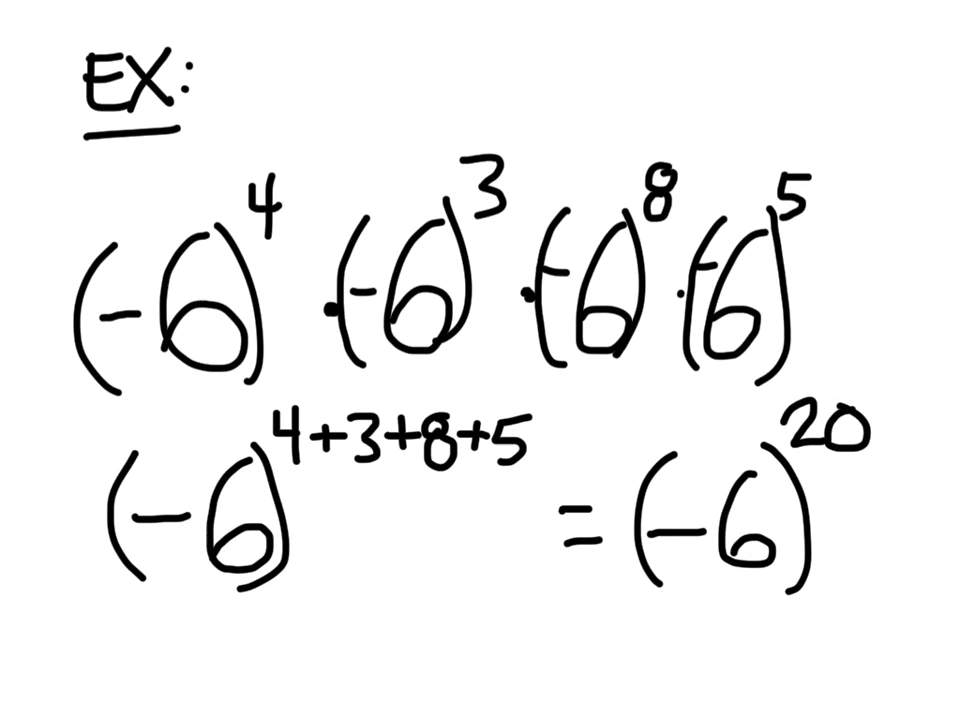 EX:
(-6)⁴ · (-6)³ · (-6)⁸ · (-6)⁵
(-6)⁴⁺³⁺⁸⁺⁵ = (-6)²⁰